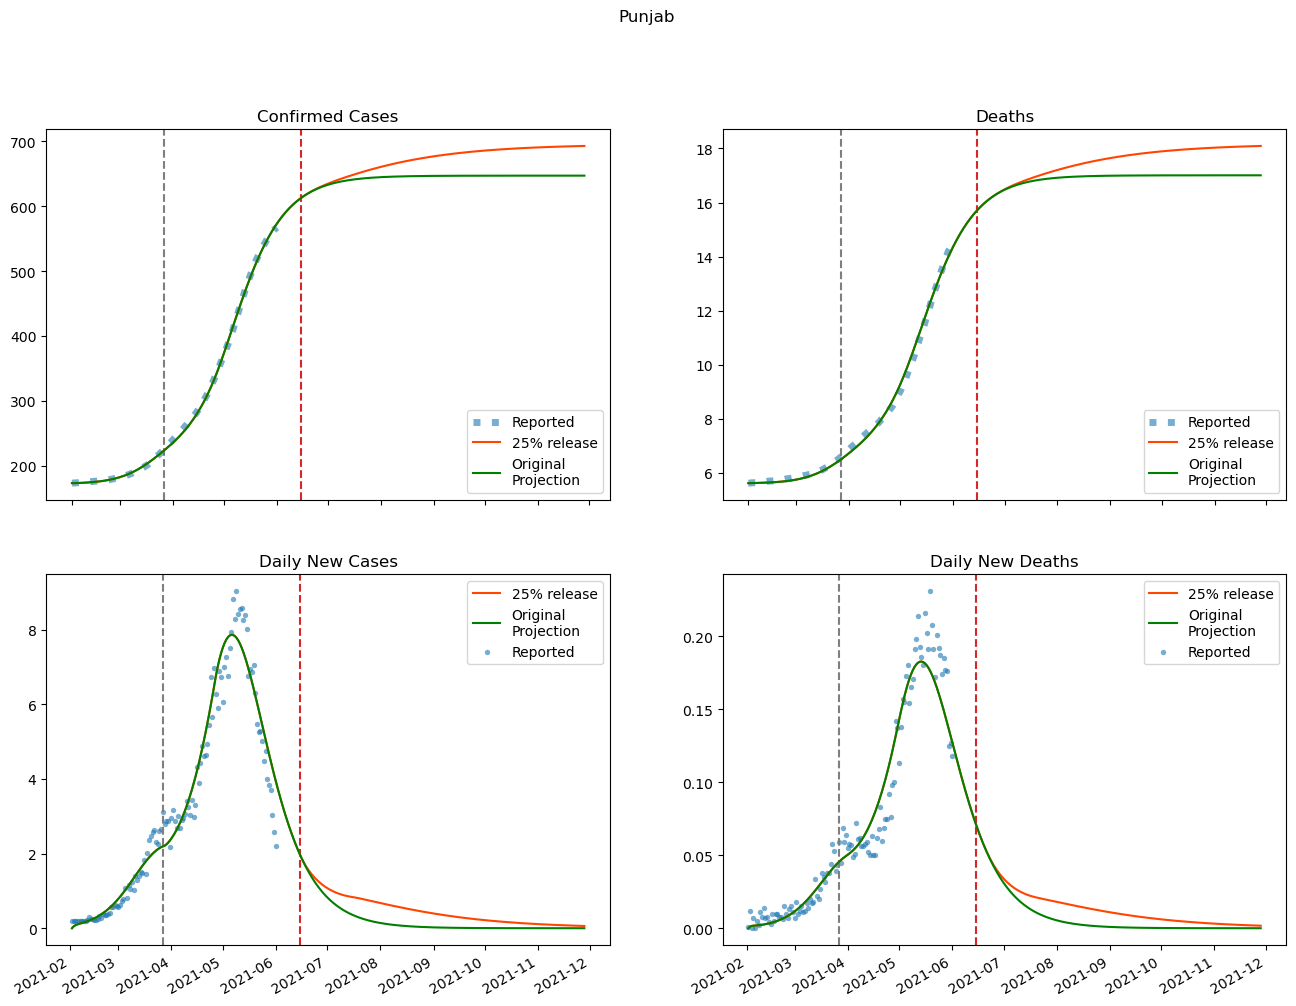 Punjab
Confirmed Cases
700
600
500
400
300
200
Reported
25% release
Original
Projection
Deaths
18
16
14
12
10
8
6
Reported
25% release
Original
Projection
Daily New Cases
8
6
4
2
0
25% release
Original
Projection
Reported
2021-02
2021-03
2021-04
2021-05
2021-06
2021-07
2021-08
2021-09
2021-10
2021-11
2021-12
Daily New Deaths
0.20
0.15
0.10
0.05
0.00
25% release
Original
Projection
Reported
2021-02
2021-03
2021-04
2021-05
2021-06
2021-07
2021-08
2021-09
2021-10
2021-11
2021-12